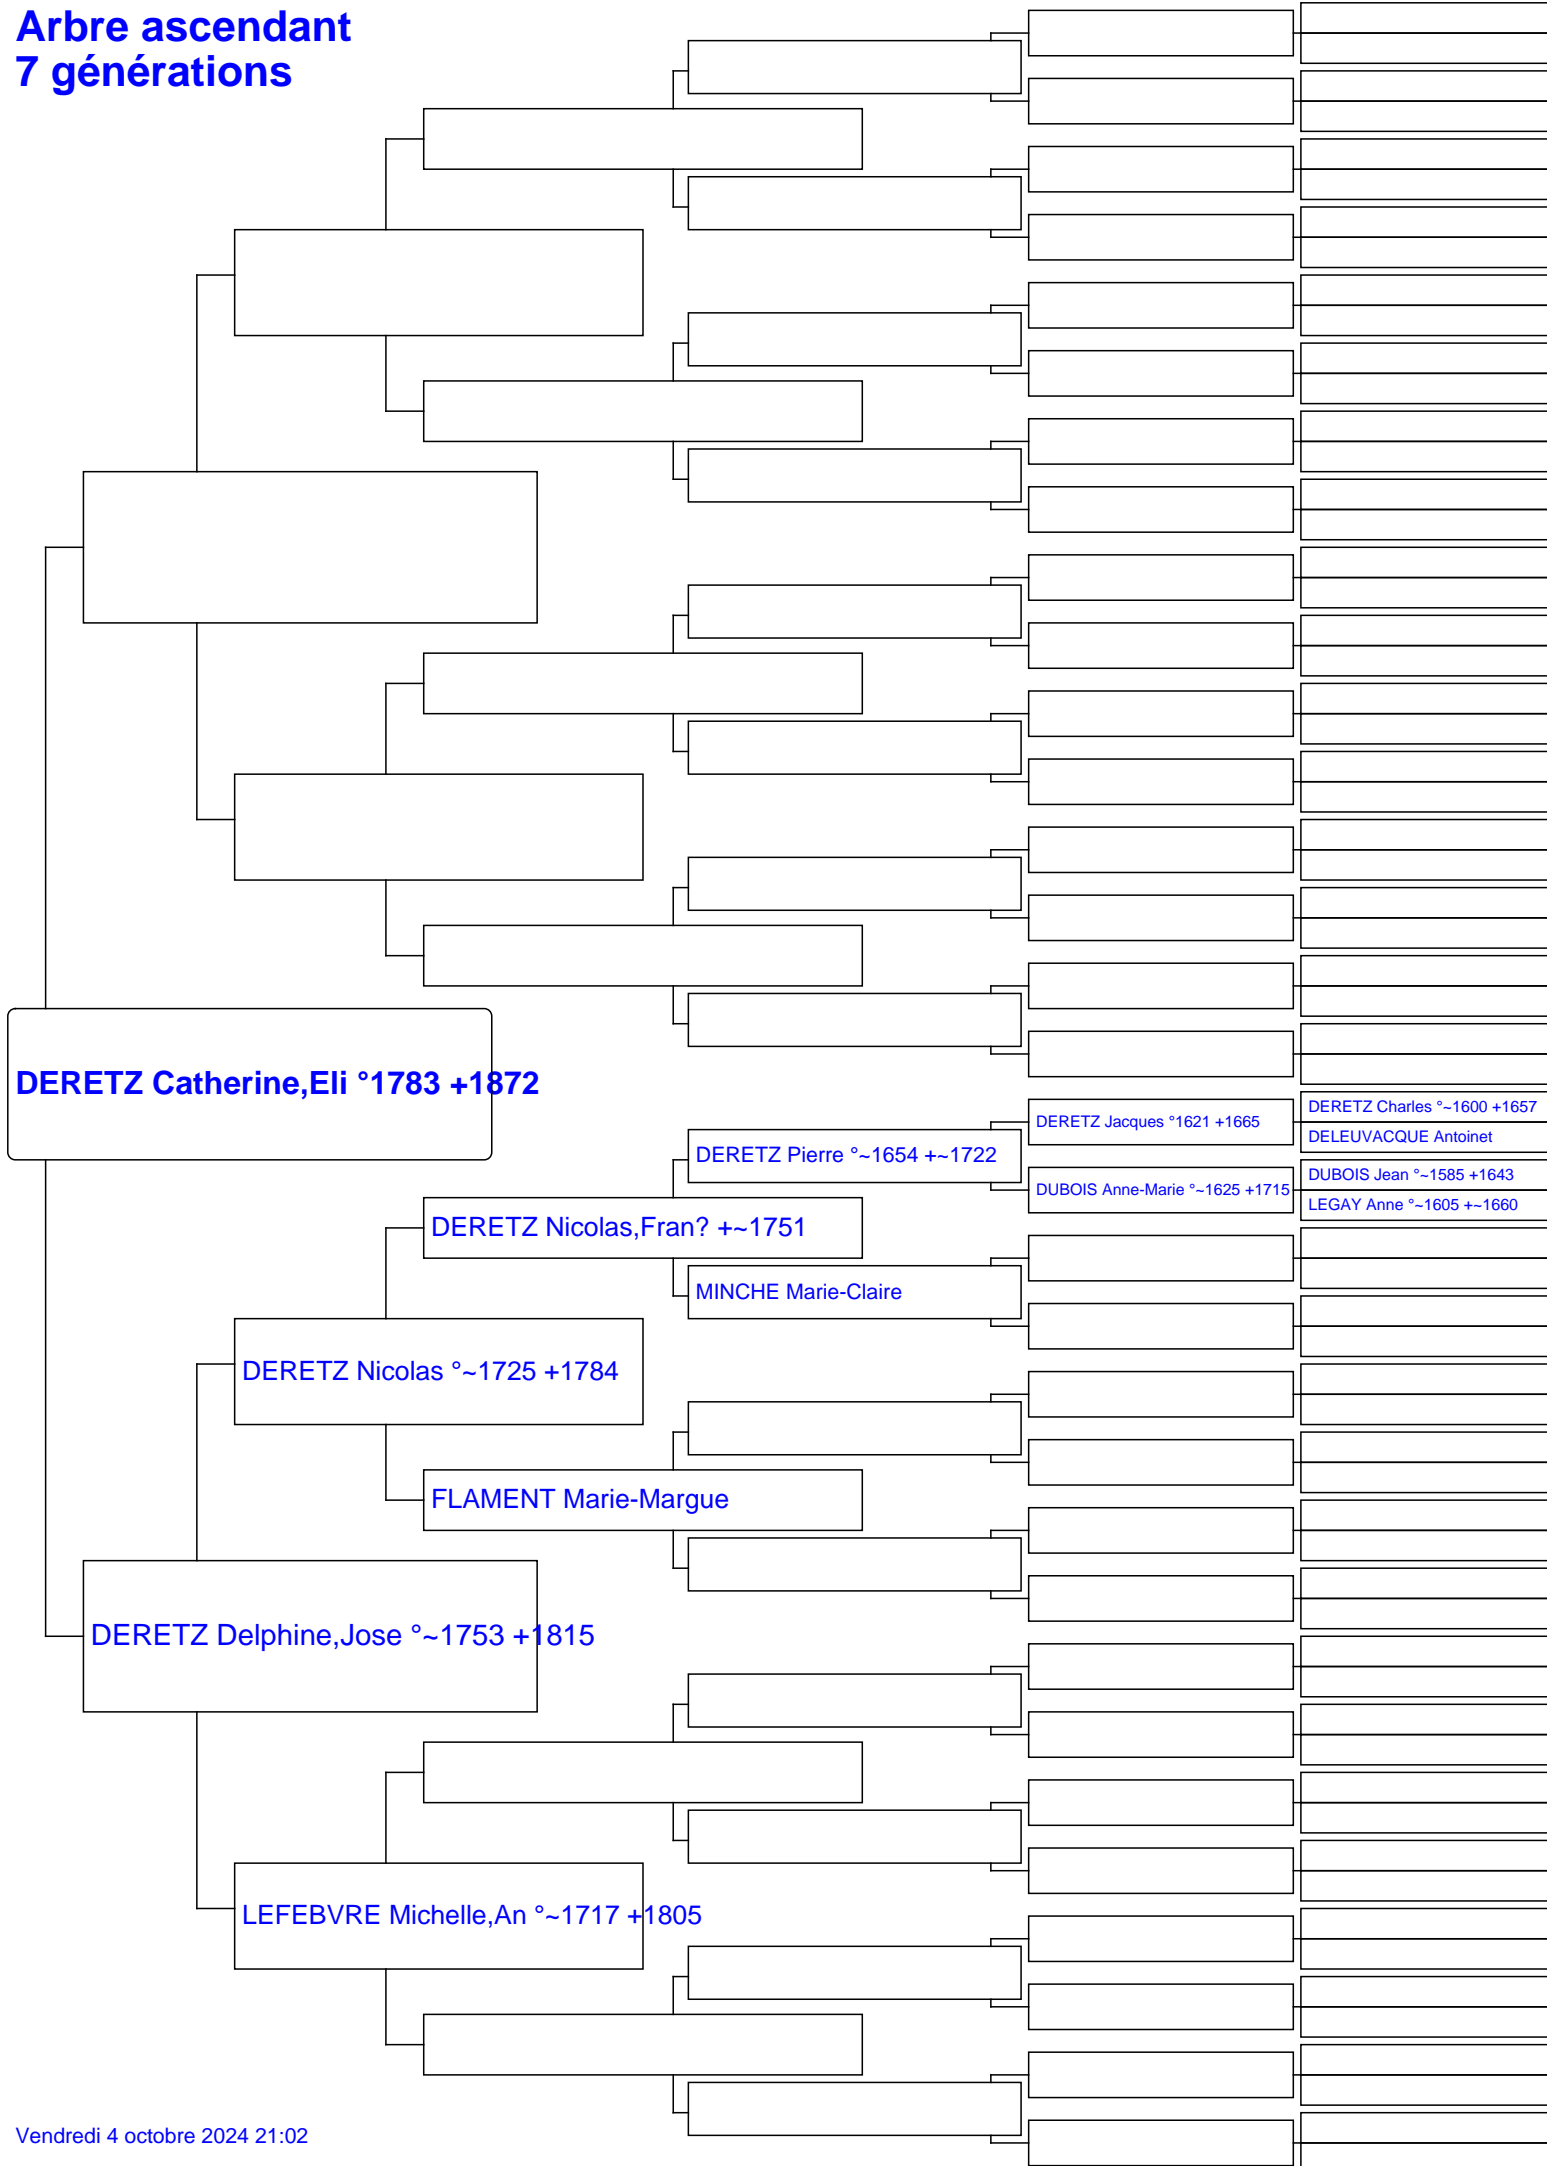 Arbre ascendant
7 générations
DERETZ Catherine,Eli °1783 +1872
DERETZ Jacques °1621 +1665
DERETZ Charles °~1600 +1657
DELEUVACQUE Antoinet
DERETZ Pierre °~1654 +~1722
DUBOIS Anne-Marie °~1625 +1715
DUBOIS Jean °~1585 +1643
LEGAY Anne °~1605 +~1660
DERETZ Nicolas,Fran? +~1751
MINCHE Marie-Claire
DERETZ Nicolas °~1725 +1784
FLAMENT Marie-Margue
DERETZ Delphine,Jose °~1753 +1815
LEFEBVRE Michelle,An °~1717 +1805
Vendredi 4 octobre 2024 21:02